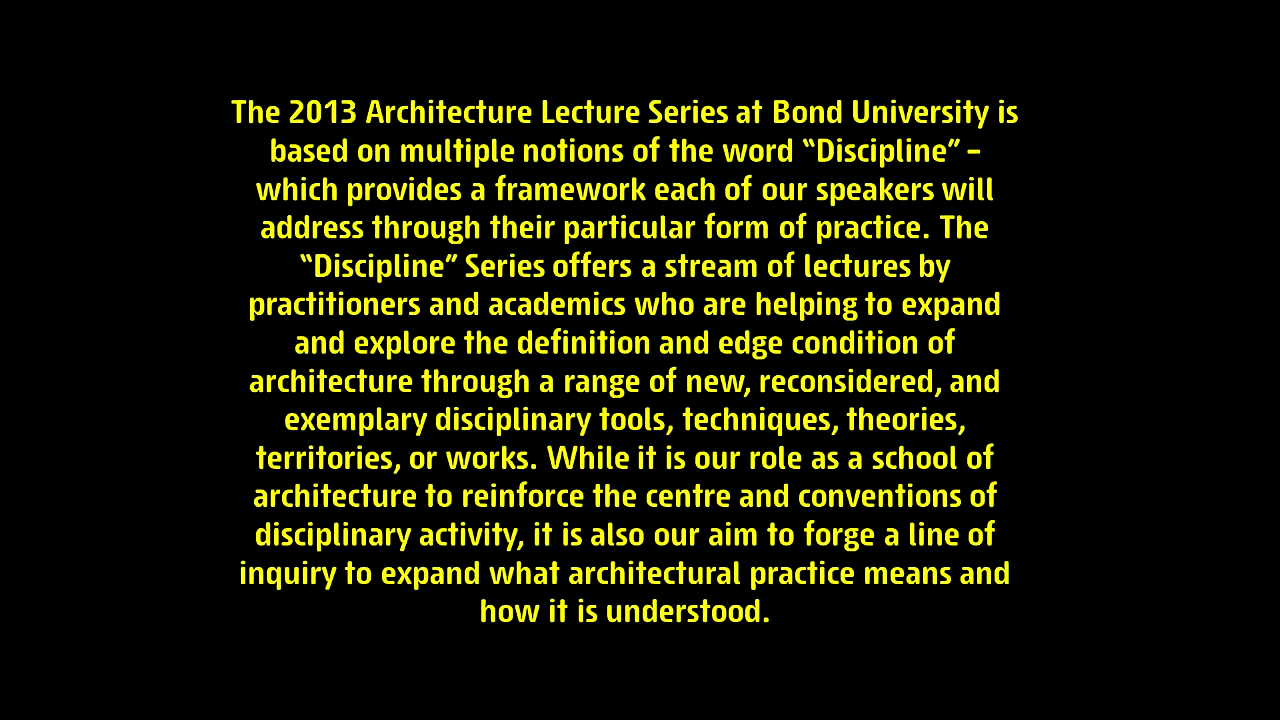 The 2013 Architecture Lecture Series at Bond University is
based on multiple notions of the word “Discipline” –
which provides a framework each of our speakers will
address through their particular form of practice. The
“Discipline” Series offers a stream of lectures by
practitioners and academics who are helping to expand
and explore the definition and edge condition of
architecture through a range of new, reconsidered, and
exemplary disciplinary tools, techniques, theories,
territories, or works. While it is our role as a school of
architecture to reinforce the centre and conventions of
disciplinary activity, it is also our aim to forge a line of
inquiry to expand what architectural practice means and
how it is understood.